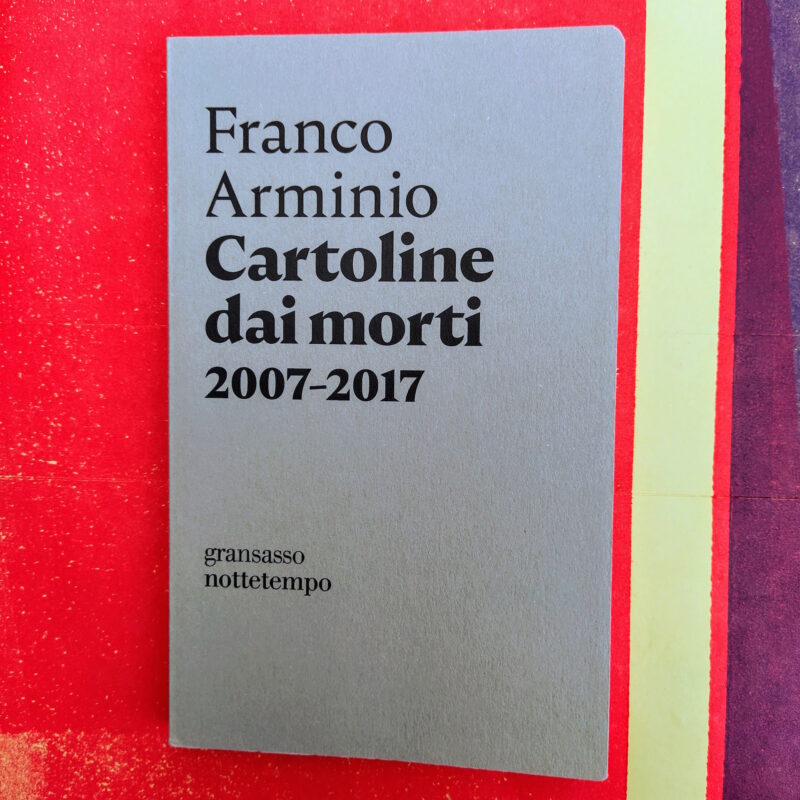 Franco
Arminio
Cartoline
dai morti
2007–2017
gransasso
nottetempo